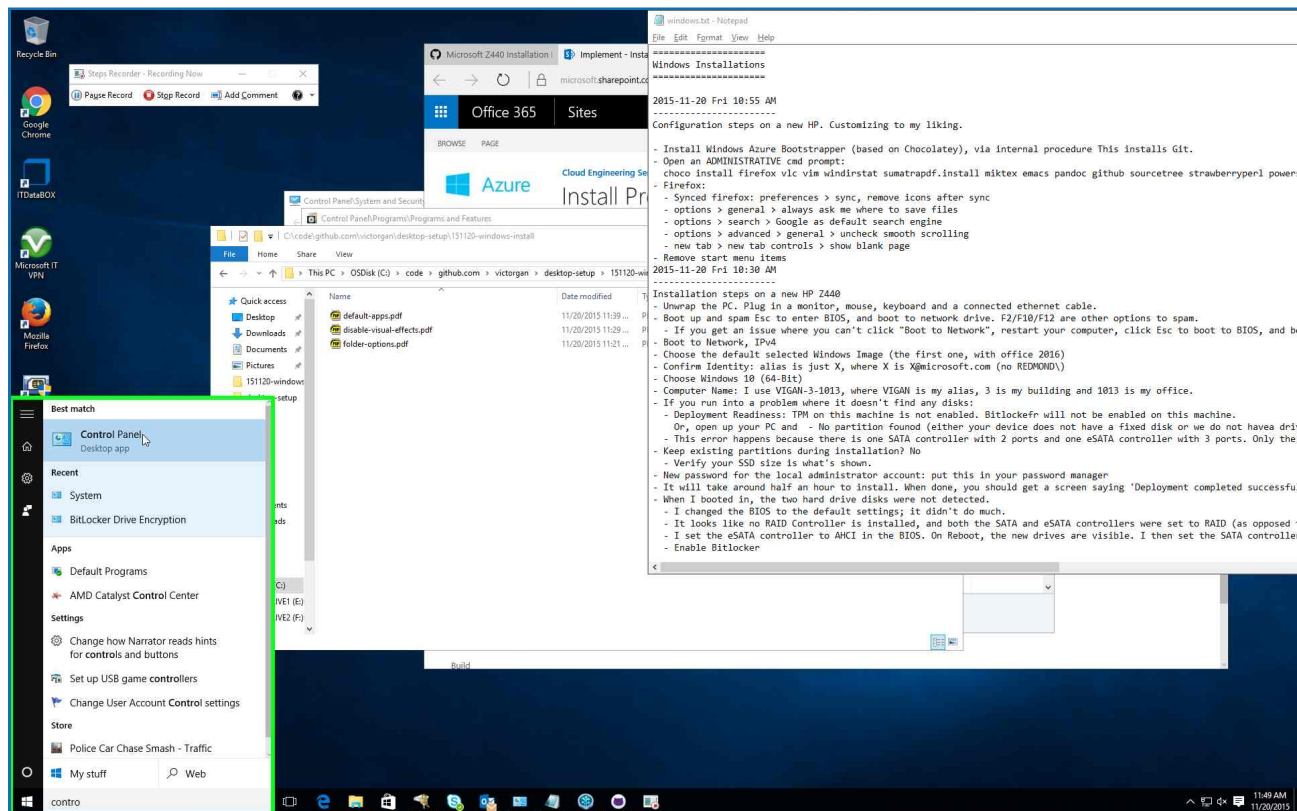 Recycle Bin
Google
Chrome
ITDataBOX
Microsoft IT
VPN
Mozilla
Firefox
Steps Recorder - Recording Now
Pause Record
Stop Record
Add Comment
Microsoft Z440 Installation
Implement - Insta
microsoft.sharepoint.co
Office 365
Sites
BROWSE
PAGE
Azure
Cloud Engineering Se
Install Pr
Control Panel\System and Security
Control Panel\Programs\Programs and Features
C:\code\github.com\victorgan\desktop-setup\151120-windows-install
File
Home
Share
View
This PC > OSDisk (C:) > code > github.com > victorgan > desktop-setup > 151120-wi
Quick access
Desktop
Downloads
Documents
Pictures
151120-windows
-setup
ents
ads
C:)
IVE1 (E:)
IVE2 (F:)
Name
Date modified
default-apps.pdf
11/20/2015 11:39 ...
disable-visual-effects.pdf
11/20/2015 11:29 ...
folder-options.pdf
11/20/2015 11:21 ...
Build
windows.txt - Notepad
File Edit Format View Help
=====================
Windows Installations
=====================
2015-11-20 Fri 10:55 AM
-----------------------
Configuration steps on a new HP. Customizing to my liking.
- Install Windows Azure Bootstrapper (based on Chocolatey), via internal procedure This installs Git.
- Open an ADMINISTRATIVE cmd prompt:
choco install firefox vlc vim windirstat sumatrapdf.install miktex emacs pandoc github sourcetree strawberryperl powers
- Firefox:
- Synced firefox: preferences > sync, remove icons after sync
- options > general > always ask me where to save files
- options > search > Google as default search engine
- options > advanced > general > uncheck smooth scrolling
- new tab > new tab controls > show blank page
- Remove start menu items
2015-11-20 Fri 10:30 AM
-----------------------
Installation steps on a new HP Z440
- Unwrap the PC. Plug in a monitor, mouse, keyboard and a connected ethernet cable.
- Boot up and spam Esc to enter BIOS, and boot to network drive. F2/F10/F12 are other options to spam.
- If you get an issue where you can't click "Boot to Network", restart your computer, click Esc to boot to BIOS, and bo
- Boot to Network, IPv4
- Choose the default selected Windows Image (the first one, with office 2016)
- Confirm Identity: alias is just X, where X is X@microsoft.com (no REDMOND\)
- Choose Windows 10 (64-Bit)
- Computer Name: I use VIGAN-3-1013, where VIGAN is my alias, 3 is my building and 1013 is my office.
- If you run into a problem where it doesn't find any disks:
- Deployment Readiness: TPM on this machine is not enabled. Bitlockefr will not be enabled on this machine.
Or, open up your PC and  - No partition founod (either your device does not have a fixed disk or we do not havea driv
- This error happens because there is one SATA controller with 2 ports and one eSATA controller with 3 ports. Only the
- Keep existing partitions during installation? No
- Verify your SSD size is what's shown.
- New password for the local administrator account: put this in your password manager
- It will take around half an hour to install. When done, you should get a screen saying 'Deployment completed successful
- When I booted in, the two hard drive disks were not detected.
- I changed the BIOS to the default settings; it didn't do much.
- It looks like no RAID Controller is installed, and both the SATA and eSATA controllers were set to RAID (as opposed t
- I set the eSATA controller to AHCI in the BIOS. On Reboot, the new drives are visible. I then set the SATA controller
- Enable Bitlocker
Best match
Control Panel
Desktop app
Recent
System
BitLocker Drive Encryption
Apps
Default Programs
AMD Catalyst Control Center
Settings
Change how Narrator reads hints
for controls and buttons
Set up USB game controllers
Change User Account Control settings
Store
Police Car Chase Smash - Traffic
My stuff
Web
contro
11:49 AM
11/20/2015